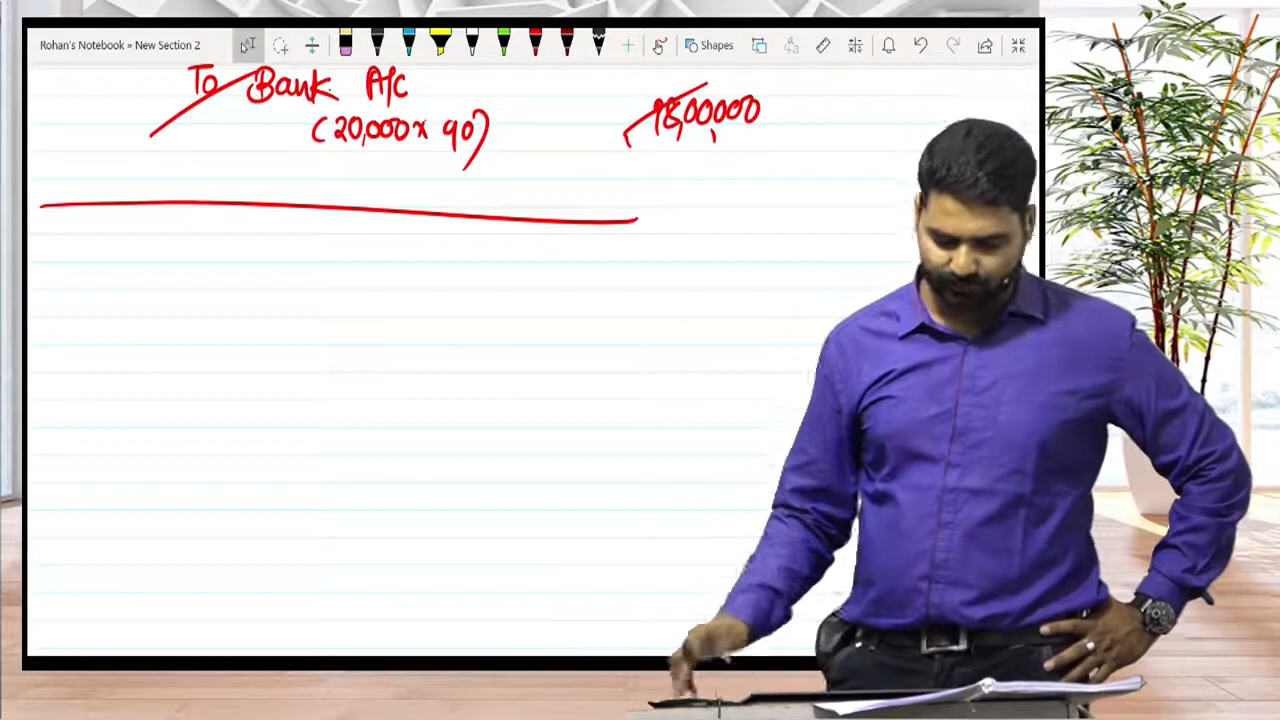 Rohan's Notebook » New Section 2
Shapes
To Bank A/C
(20,000 x 90)
18,00,000